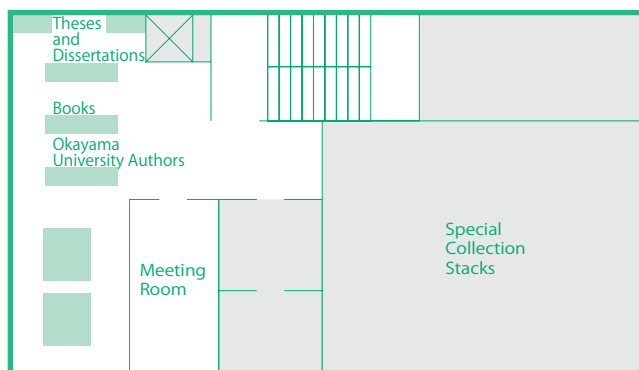 Theses
and
Dissertations
Books
Okayama
University Authors
Meeting
Room
Special
Collection
Stacks